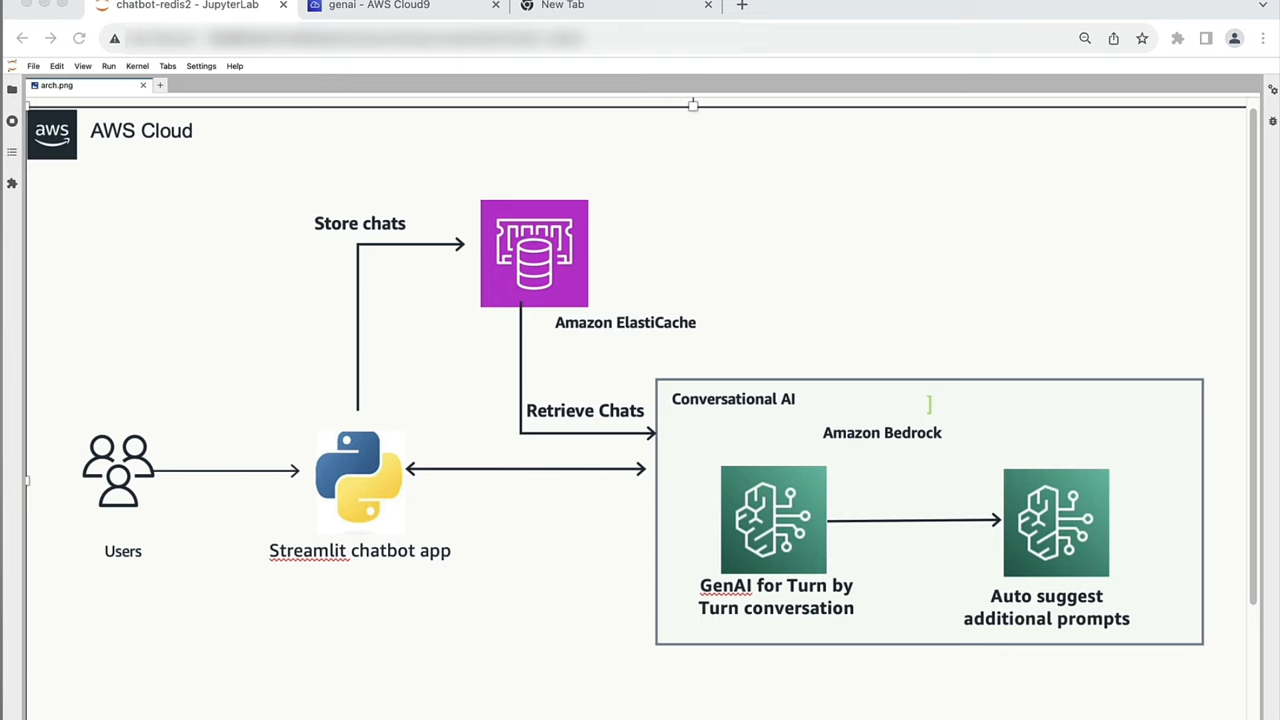 chatbot-redis2 - JupyterLab
genai - AWS Cloud9
New Tab
File Edit View Run Kernel Tabs Settings Help
arch.png
aws
AWS Cloud
Store chats
Amazon ElastiCache
Retrieve Chats
Conversational AI
]
Amazon Bedrock
Users
Streamlit chatbot app
GenAI for Turn by
Turn conversation
Auto suggest
additional prompts